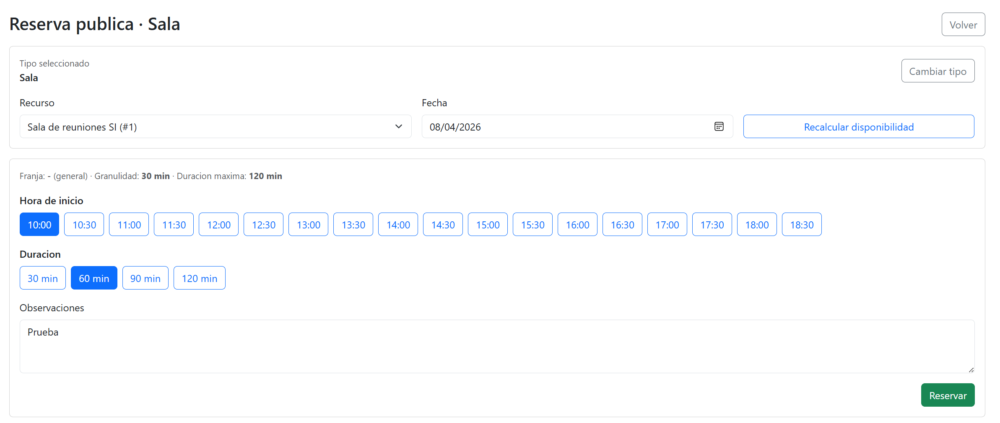 Reserva publica · Sala
Volver
Tipo seleccionado
Sala
Cambiar tipo
Recurso
Fecha
Sala de reuniones SI (#1)
08/04/2026
Recalcular disponibilidad
Franja: - (general) · Granulidad: 30 min · Duracion maxima: 120 min
Hora de inicio
10:00 10:30 11:00 11:30 12:00 12:30 13:00 13:30 14:00 14:30 15:00 15:30 16:00 16:30 17:00 17:30 18:00 18:30
Duracion
30 min 60 min 90 min 120 min
Observaciones
Prueba
Reservar